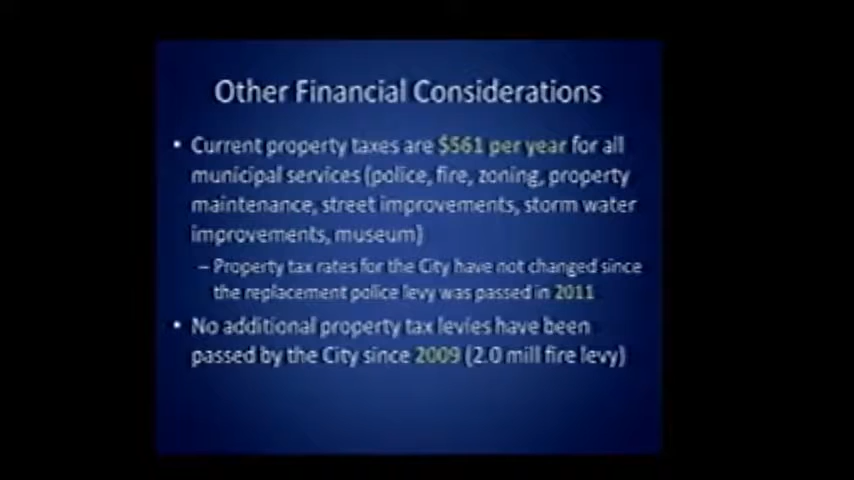 Other Financial Considerations
• Current property taxes are $561 per year for all
municipal services (police, fire, zoning, property
maintenance, street improvements, storm water
improvements, museum)
– Property tax rates for the City have not changed since
the replacement police levy was passed in 2011
• No additional property tax levies have been
passed by the City since 2009 (2.0 mill fire levy)